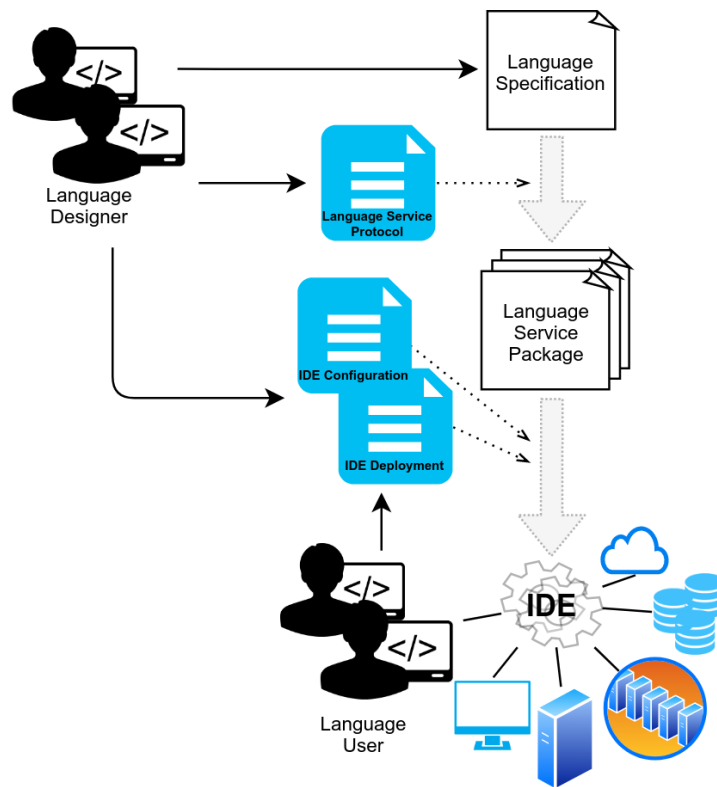 </>
</>
Language
Designer
Language
Specification
Language Service
Protocol
Language
Service
Package
IDE Configuration
IDE Deployment
</>
</>
Language
User
IDE